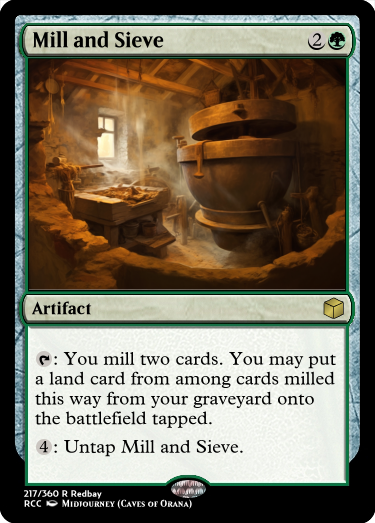 Mill and Sieve 2
Artifact
: You mill two cards. You may put
a land card from among cards milled
this way from your graveyard onto
the battlefield tapped.
4: Untap Mill and Sieve.
217/360 R Redbay
RCC Midjourney (Caves of Orana)